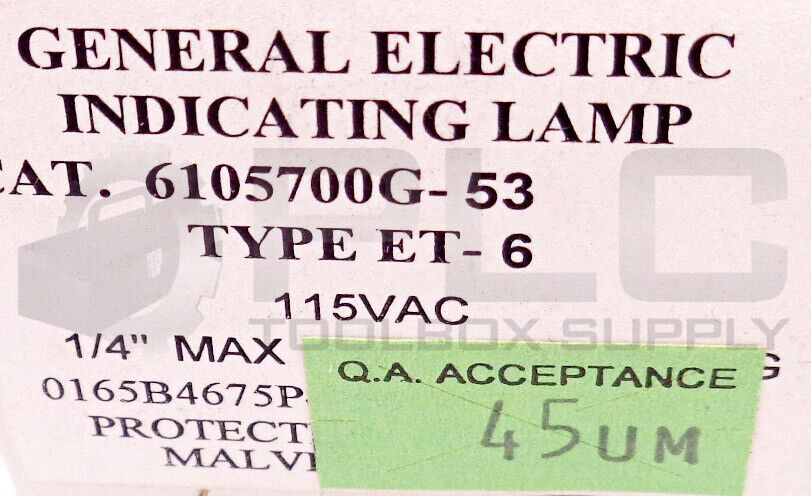 GENERAL ELECTRIC
INDICATING LAMP
CAT. 6105700G-53
TYPE ET-6
115VAC
1/4" MAX
0165B4675P
Q.A. ACCEPTANCE
45UM
PLC
TOOLBOX SUPPLY